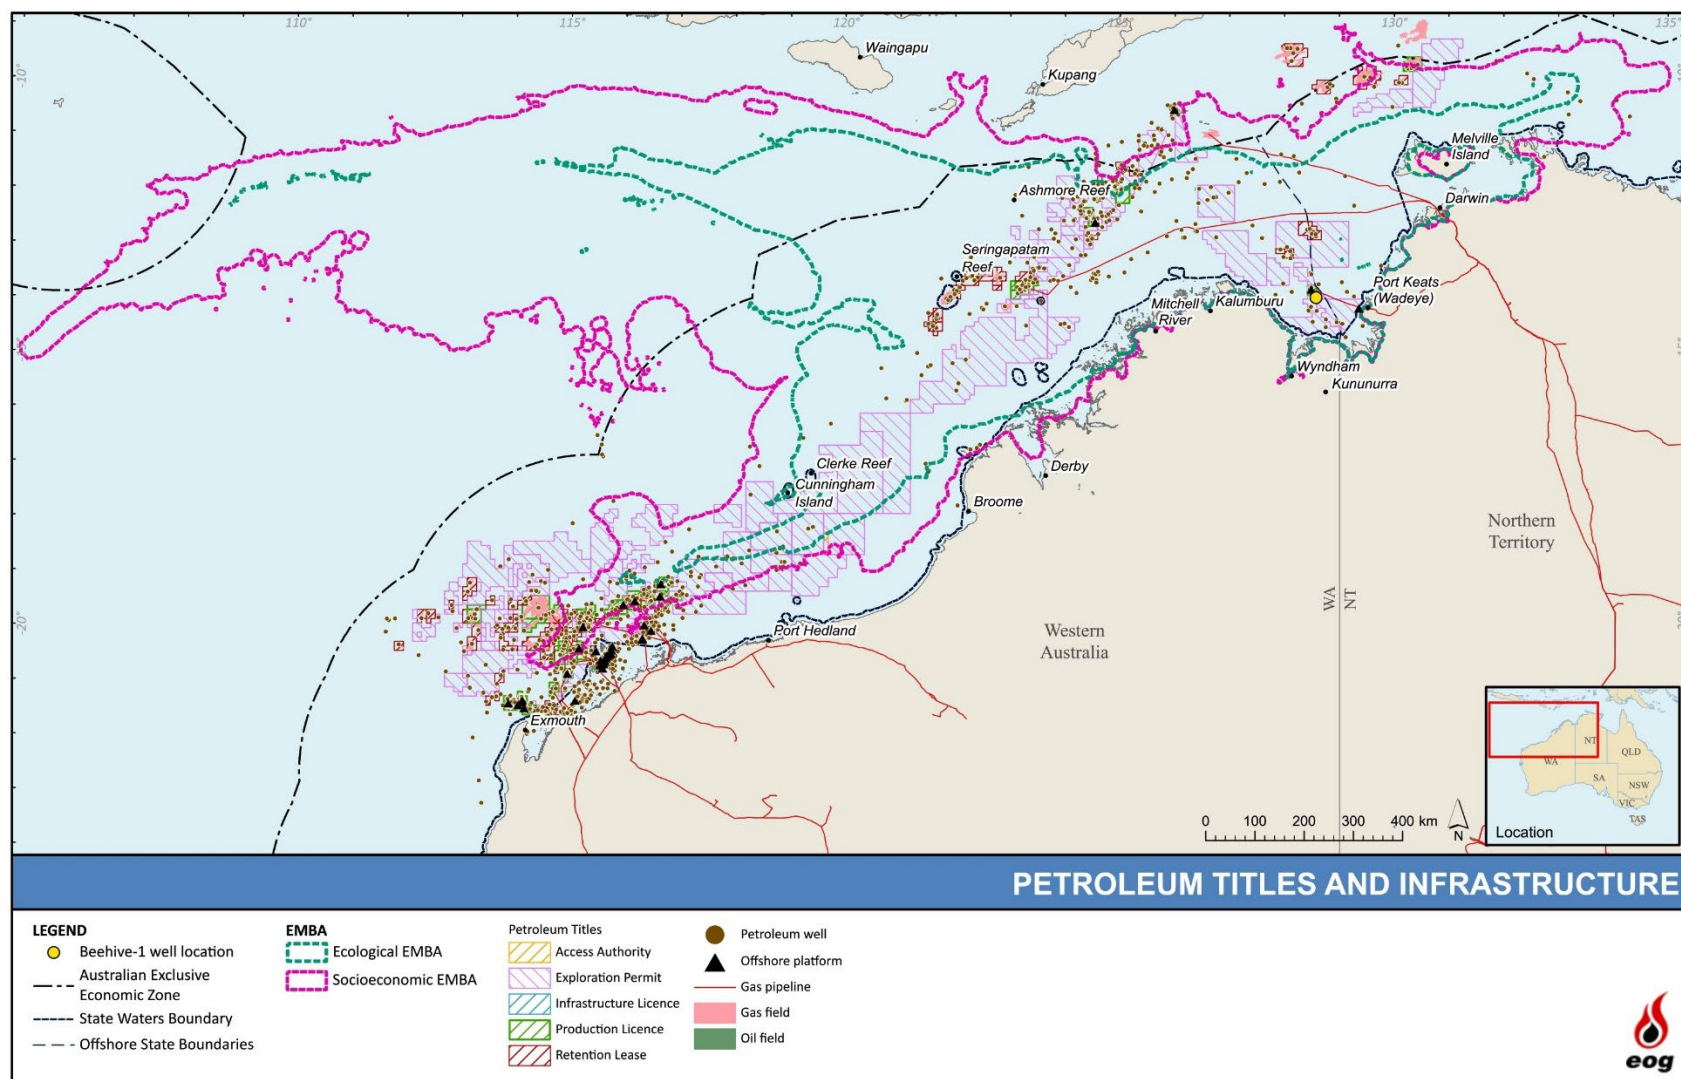 110°
115°
120°
125°
130°
135°
-10°
Waingapu
Kupang
Melville
Island
Ashmore Reef
Darwin
Seringapatam
Reef
Port Keats
(Wadeye)
Mitchell
River
Kalumburu
Wyndham
Kununurra
Clerke Reef
Cunningham
Island
Derby
Broome
Northern
Territory
WA
NT
-20°
Port Hedland
Western
Australia
Exmouth
0 100 200 300 400 km
N
NT
QLD
WA
SA
NSW
VIC
TAS
Location
PETROLEUM TITLES AND INFRASTRUCTURE
LEGEND
Beehive-1 well location
Australian Exclusive
Economic Zone
State Waters Boundary
Offshore State Boundaries
EMBA
Ecological EMBA
Socioeconomic EMBA
Petroleum Titles
Access Authority
Exploration Permit
Infrastructure Licence
Production Licence
Retention Lease
Petroleum well
Offshore platform
Gas pipeline
Gas field
Oil field
eog